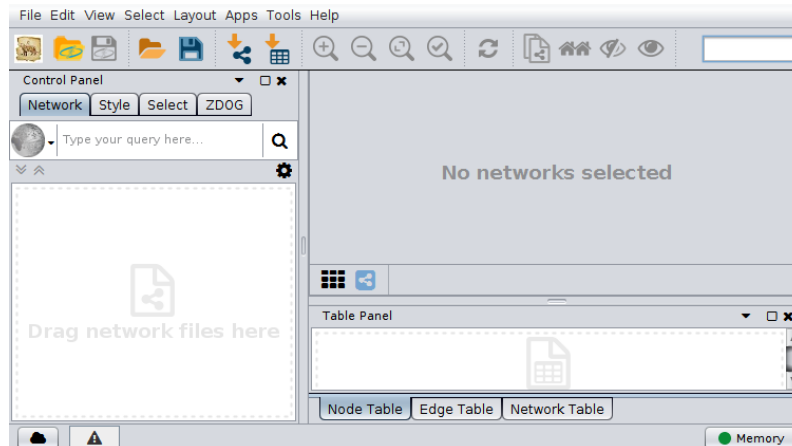 File Edit View Select Layout Apps Tools Help
Control Panel
Network Style Select ZDOG
Type your query here...
No networks selected
Drag network files here
Table Panel
Node Table Edge Table Network Table
Memory